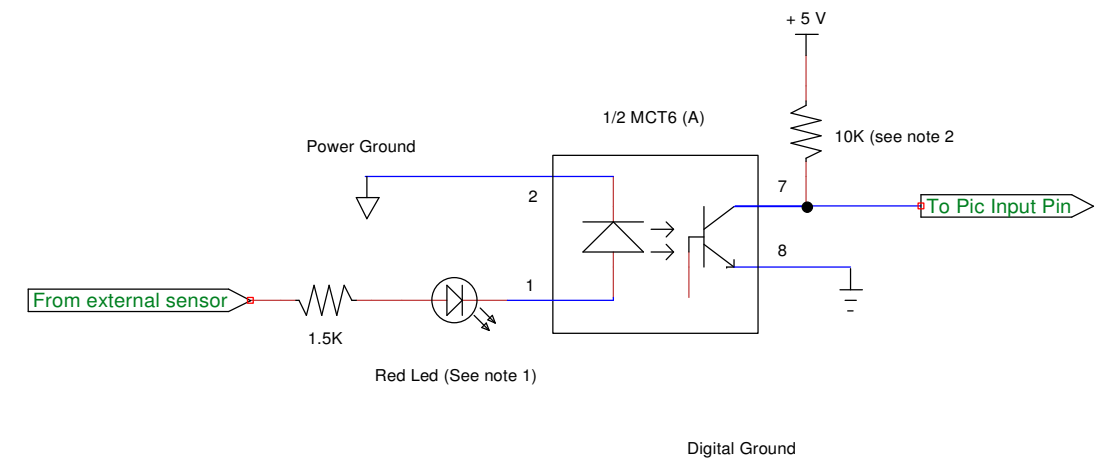 + 5 V
1/2 MCT6 (A)
10K (see note 2
Power Ground
7
2
To Pic Input Pin
8
1
From external sensor
1.5K
Red Led (See note 1)
Digital Ground